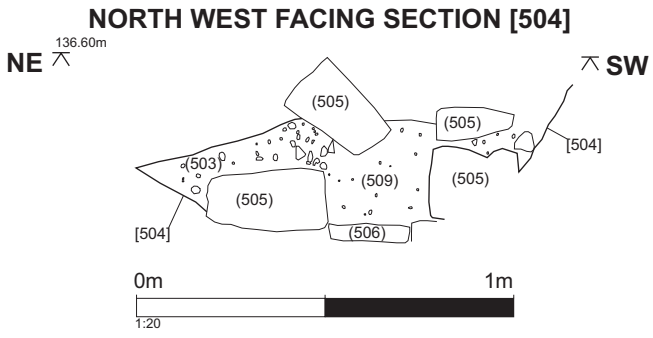 NORTH WEST FACING SECTION [504]
136.60m
NE
SW
(505)
(505)
[504]
(503)
(509)
(505)
(505)
[504]
(506)
0m
1m
1:20